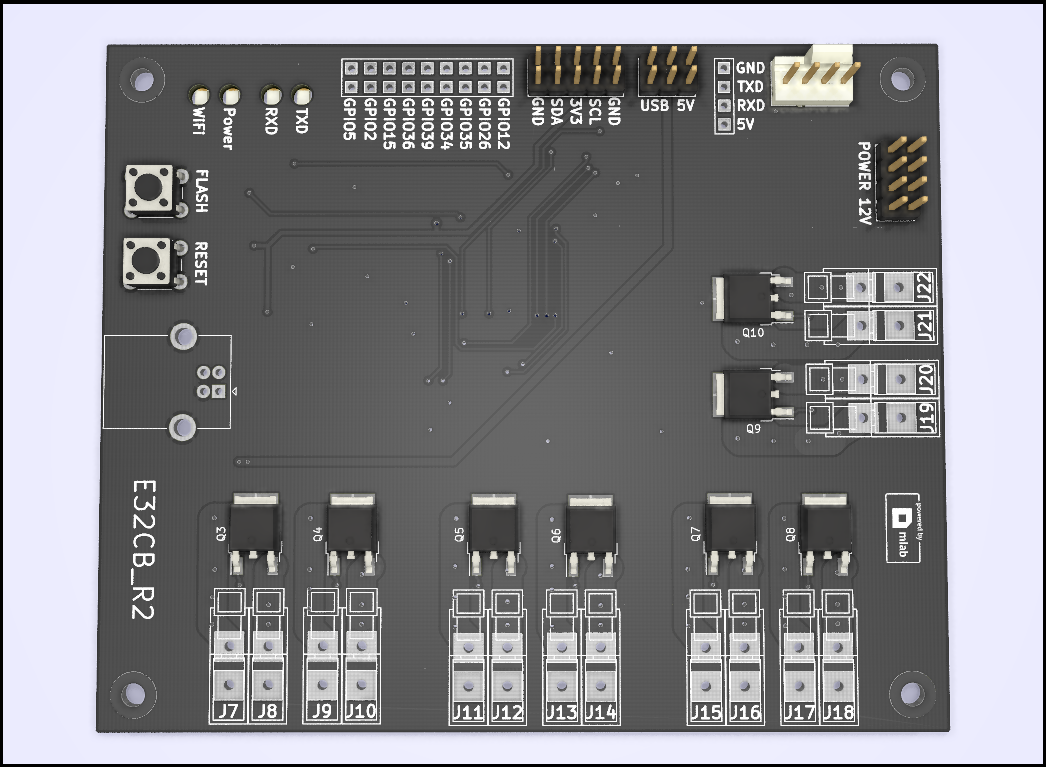 WiFi
Power
RXD
TXD
GPIO5
GPIO2
GPIO15
GPIO36
GPIO39
GPIO34
GPIO35
GPIO26
GPIO12
GND
SDA
3V3
SCL
GND
USB 5V
GND
TXD
RXD
5V
POWER 12V
FLASH
RESET
Q10
J22
J21
J20
J19
Q9
E32CB_R2
Q3
Q4
Q5
Q6
Q7
Q8
powered by
mlab
J7
J8
J9
J10
J11
J12
J13
J14
J15
J16
J17
J18